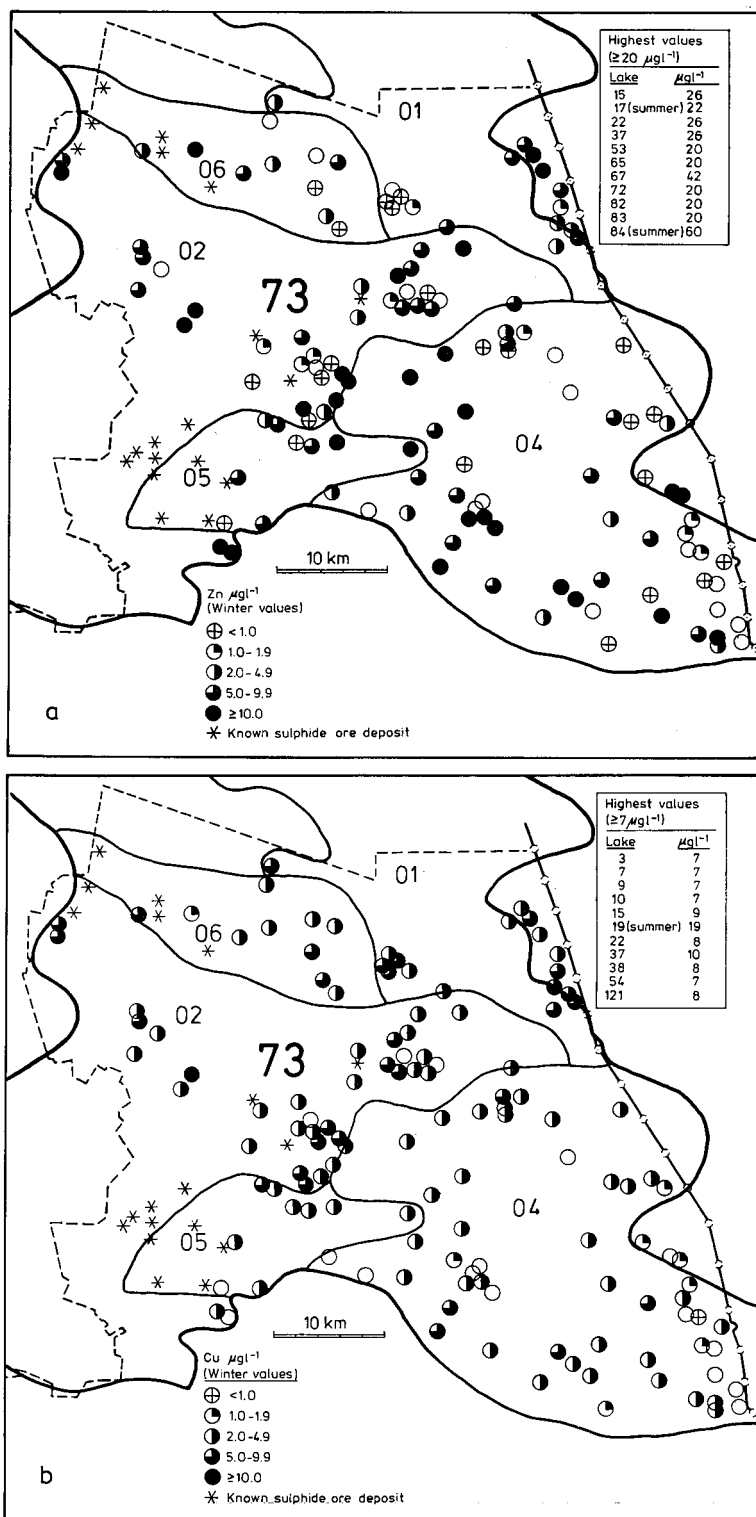 Highest values
(≥20 μgl⁻¹)
Lake μgl⁻¹
15 26
17(summer) 22
22 26
37 26
53 20
65 20
67 42
72 20
82 20
83 20
84(summer) 60
01
06
02
73
04
05
10 km
Zn μgl⁻¹
(Winter values)
<1.0
1.0-1.9
2.0-4.9
5.0-9.9
≥10.0
Known sulphide ore deposit
a
Highest values
(≥7μgl⁻¹)
Lake μgl⁻¹
3 7
7 7
9 7
10 7
15 9
19(summer) 19
22 8
37 10
38 8
54 7
121 8
01
06
02
73
04
05
10 km
Cu μgl⁻¹
(Winter values)
<1.0
1.0-1.9
2.0-4.9
5.0-9.9
≥10.0
Known sulphide ore deposit
b